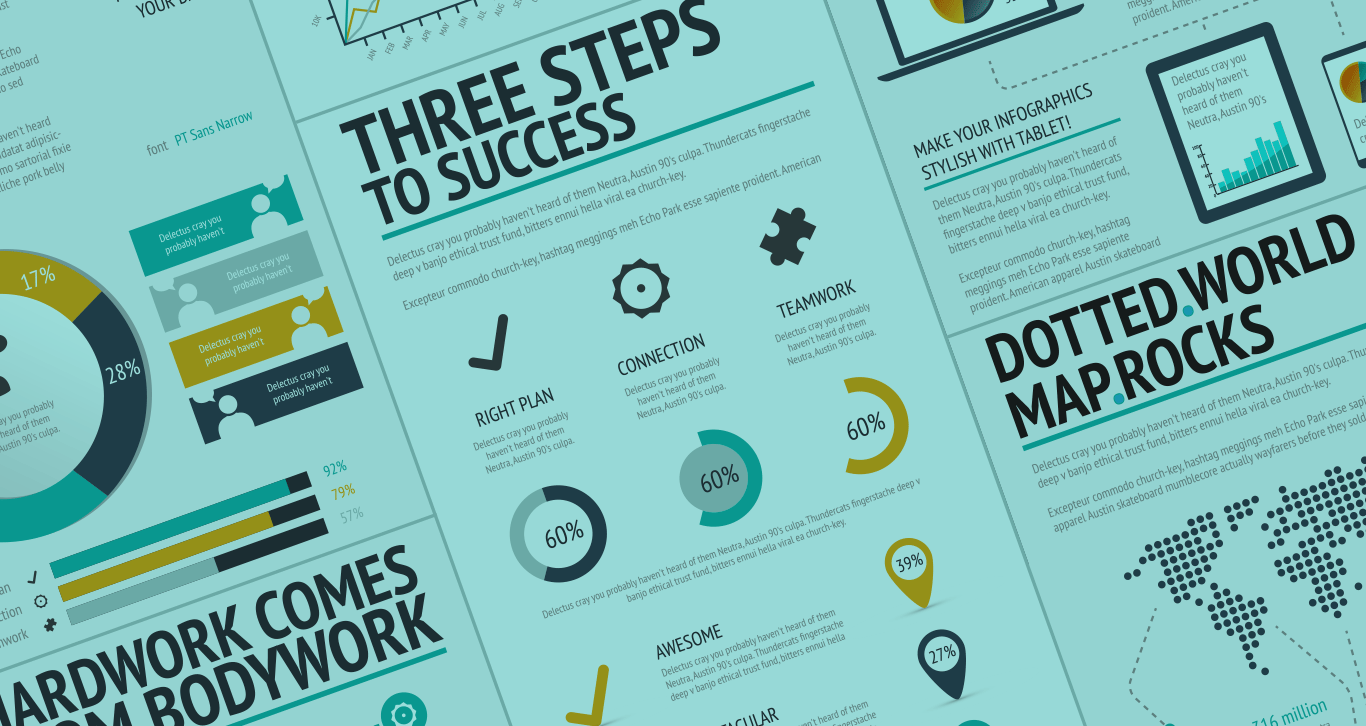 YOUR
Echo
kateboard
o sed
aven't heard
idatat adipisic-
mo sartorial fixie
liche pork belly
font PT Sans Narrow
Delectus cray you
probably haven't
Delectus cray you
probably haven't
Delectus cray you
probably haven't
Delectus cray you
probably haven't
17%
28%
ay you probably
heard of them
Austin 90's culpa.
92%
79%
57%
an
ction
mwork
HARDWORK COMES
OM BODYWORK
10K
JAN
FEB
MAR
APR
MAY
JUN
JUL
AUG
THREE STEPS
TO SUCCESS
Delectus cray you probably haven't heard of them Neutra, Austin 90's culpa. Thundercats fingerstache
deep v banjo ethical trust fund, bitters ennui hella viral ea church-key.
Excepteur commodo church-key, hashtag meggings meh Echo Park esse sapiente proident. American
RIGHT PLAN
Delectus cray you probably
haven't heard of them
Neutra, Austin 90's culpa.
CONNECTION
Delectus cray you probably
haven't heard of them
Neutra, Austin 90's culpa.
TEAMWORK
Delectus cray you probably
haven't heard of them
Neutra, Austin 90's culpa.
60%
60%
60%
Delectus cray you probably haven't heard of them Neutra, Austin 90's culpa. Thundercats fingerstache deep v
banjo ethical trust fund, bitters ennui hella viral ea church-key.
AWESOME
Delectus cray you probably haven't heard of them
Neutra, Austin 90's culpa. Thundercats fingerstache
deep v banjo ethical trust fund, bitters ennui hella
39%
27%
TACULAR
haven't heard of them
fingerstache
proident. American
MAKE YOUR INFOGRAPHICS
STYLISH WITH TABLET!
Delectus cray you probably haven't heard of
them Neutra, Austin 90's culpa. Thundercats
fingerstache deep v banjo ethical trust fund,
bitters ennui hella viral ea church-key.
Excepteur commodo church-key, hashtag
meggings meh Echo Park esse sapiente
proident. American apparel Austin skateboard
Delectus cray you
probably haven't
heard of them
Neutra, Austin 90's
DOTTED.WORLD
MAP.ROCKS
Delectus cray you probably haven't heard of them Neutra, Austin 90's culpa.
deep v banjo ethical trust fund, bitters ennui hella viral ea church-key.
Excepteur commodo church-key, hashtag meggings meh Echo Park esse
apparel Austin skateboard mumblecore actually wayfarers before they sold
316 million